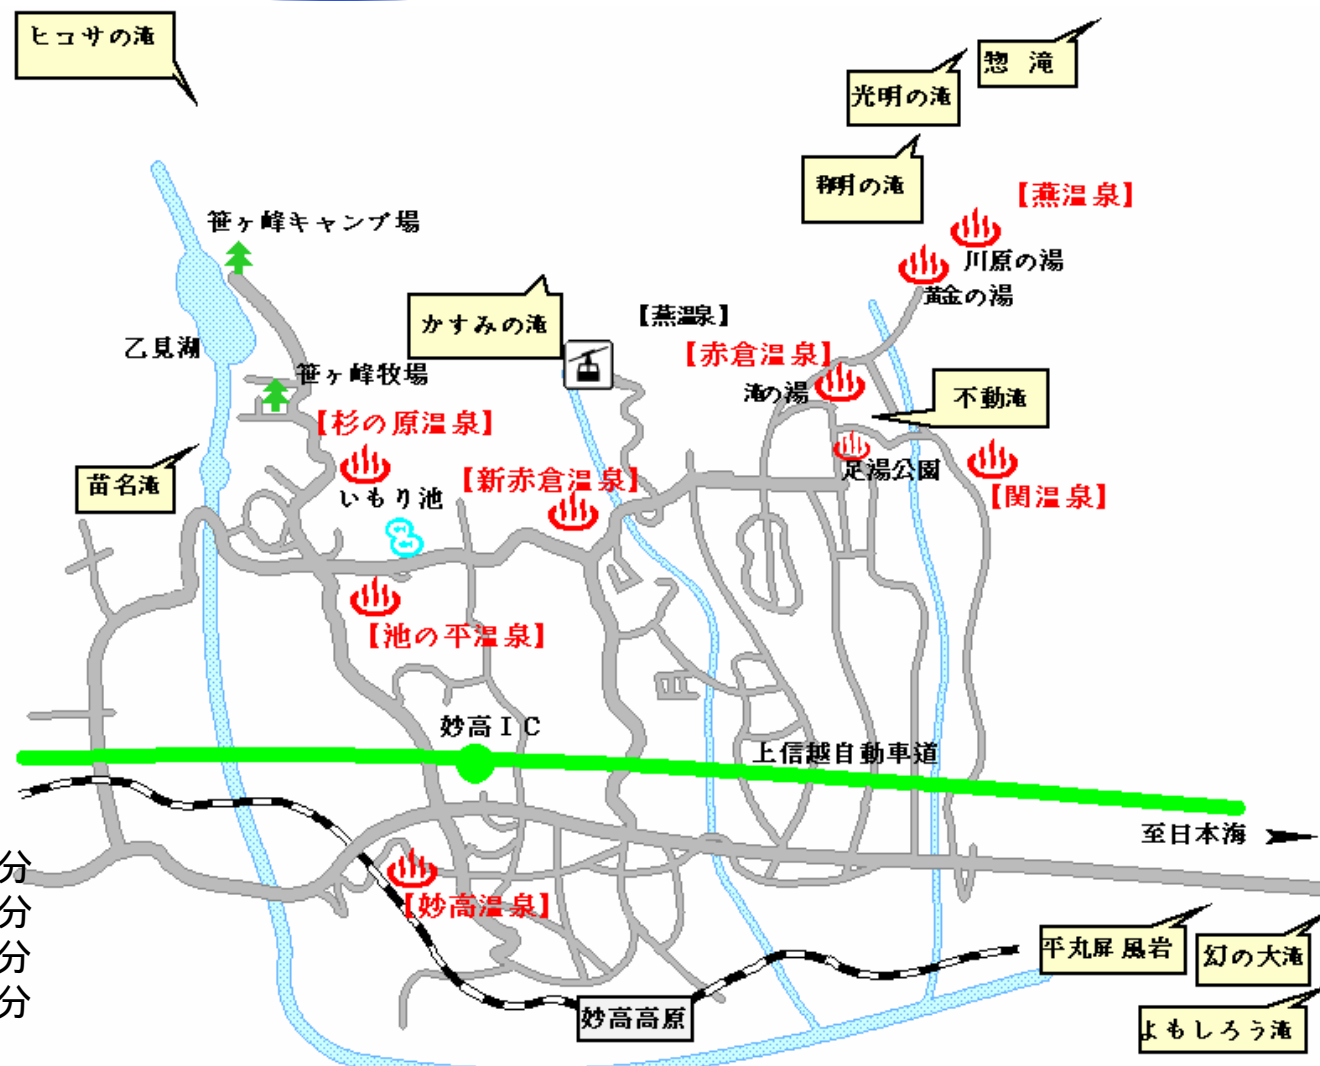 ヒコサの滝
惣 滝
光明の滝
称明の滝
【燕温泉】
笹ヶ峰キャンプ場
川原の湯
黄金の湯
かすみの滝
【燕温泉】
乙見湖
【赤倉温泉】
笹ヶ峰牧場
滝の湯
不動滝
【杉の原温泉】
足湯公園
苗名滝
いもり池
【新赤倉温泉】
【関温泉】
【池の平温泉】
妙高IC
上信越自動車道
至日本海
分
分
分
分
【妙高温泉】
平丸屏風岩
幻の大滝
妙高高原
よもしろう滝